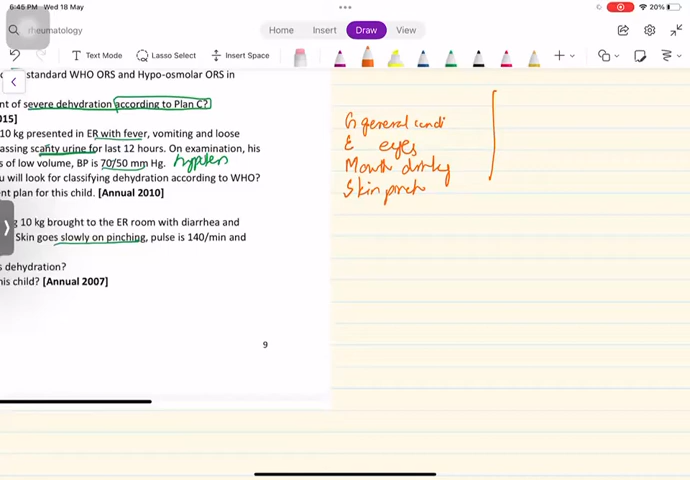 6:45 PM Wed 18 May
20%
rheumatology
Home Insert Draw View
Text Mode Lasso Select Insert Space
standard WHO ORS and Hypo-osmolar ORS in
nt of severe dehydration according to Plan C?
015]
10 kg presented in ER with fever, vomiting and loose
assing scanty urine for last 12 hours. On examination, his
s of low volume, BP is 70/50 mm Hg.
u will look for classifying dehydration according to WHO?
nt plan for this child. [Annual 2010]
g 10 kg brought to the ER room with diarrhea and
Skin goes slowly on pinching, pulse is 140/min and
s dehydration?
his child? [Annual 2007]
9
general condi
E eyes
Mouth
Skin pinch